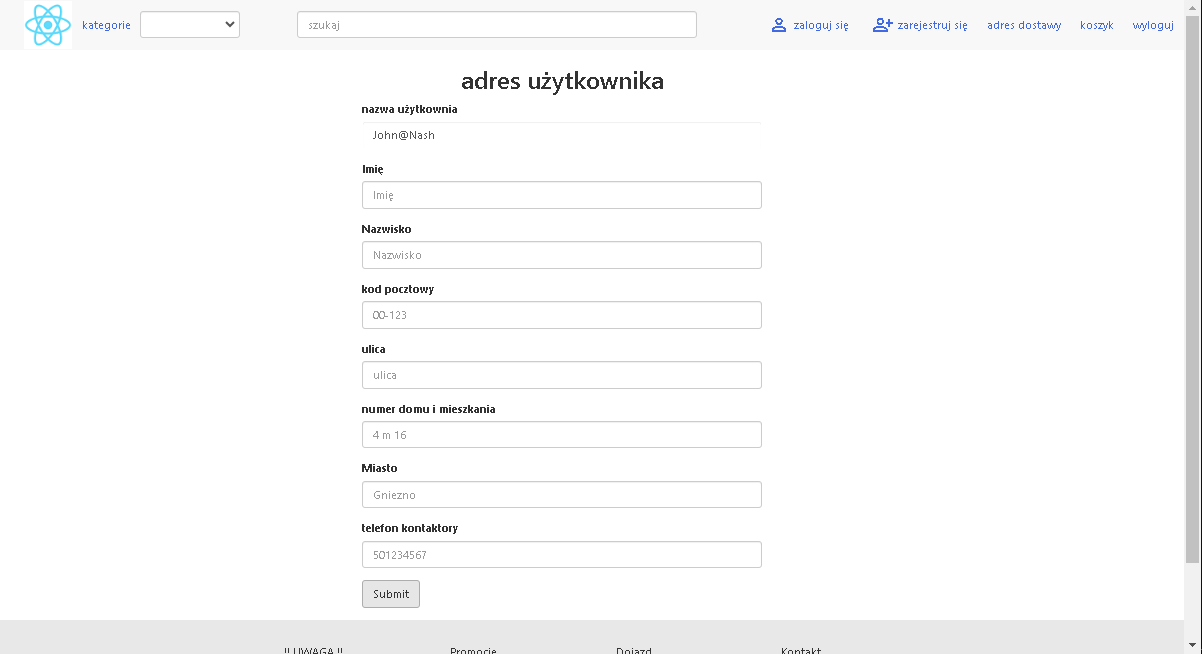 kategorie
szukaj
zaloguj się
zarejestruj się
adres dostawy
koszyk
wyloguj
adres użytkownika
nazwa użytkownia
John@Nash
Imię
Imię
Nazwisko
Nazwisko
kod pocztowy
00-123
ulica
ulica
numer domu i mieszkania
4 m 16
Miasto
Gniezno
telefon kontaktory
501234567
Submit
!! UWAGA !!
Promocje
Dojazd
Kontakt